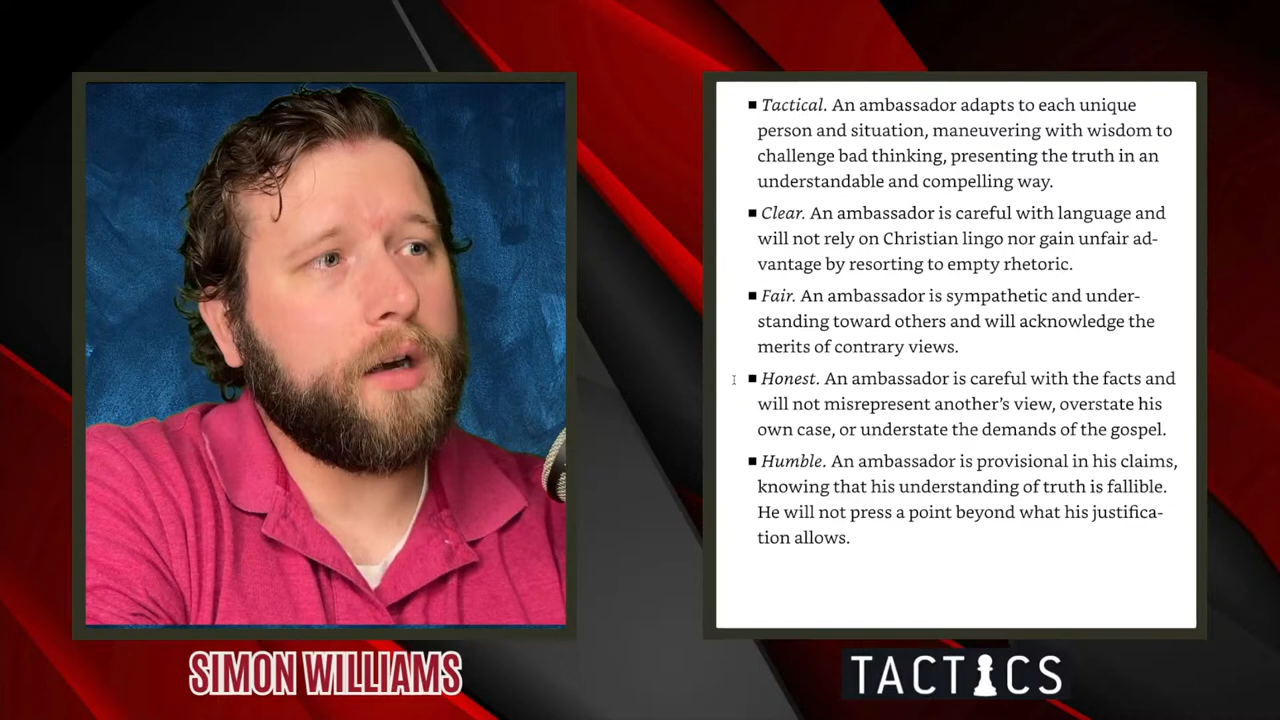 ■ Tactical. An ambassador adapts to each unique
person and situation, maneuvering with wisdom to
challenge bad thinking, presenting the truth in an
understandable and compelling way.
■ Clear. An ambassador is careful with language and
will not rely on Christian lingo nor gain unfair ad-
vantage by resorting to empty rhetoric.
■ Fair. An ambassador is sympathetic and under-
standing toward others and will acknowledge the
merits of contrary views.
■ Honest. An ambassador is careful with the facts and
will not misrepresent another's view, overstate his
own case, or understate the demands of the gospel.
■ Humble. An ambassador is provisional in his claims,
knowing that his understanding of truth is fallible.
He will not press a point beyond what his justifica-
tion allows.
SIMON WILLIAMS
TACTICS